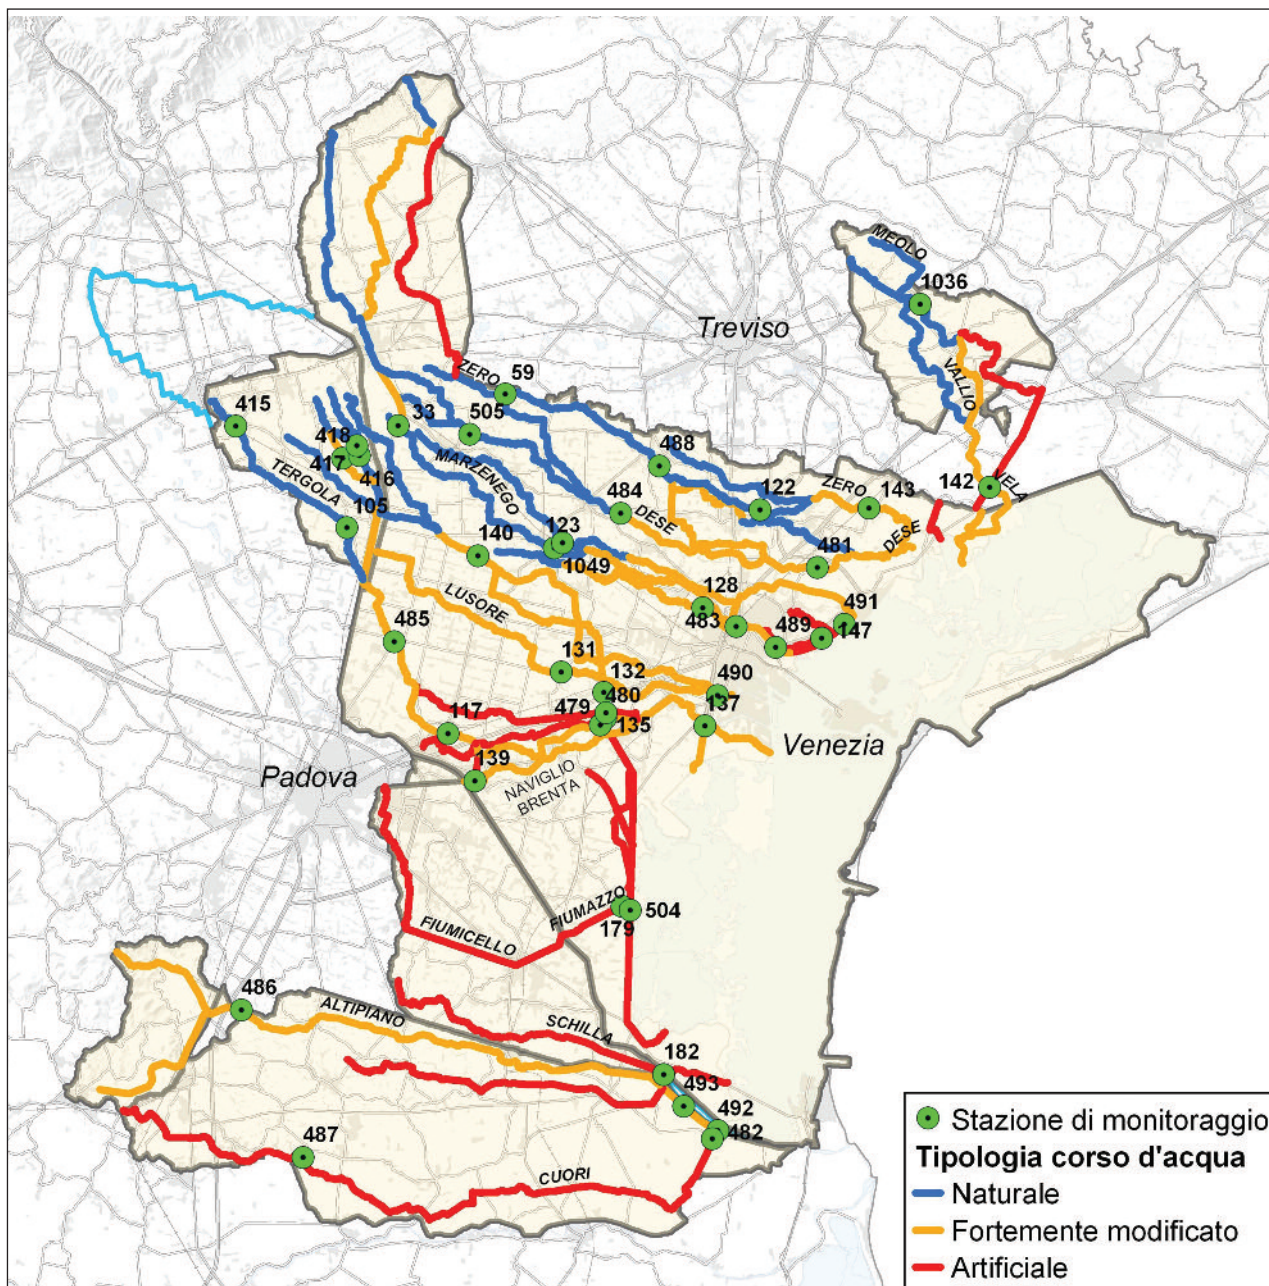 MEOLO
1036
Treviso
VALLIO
ZERO
59
415
33
505
418
417
416
MARZENEGO
488
TERGOLA
484
122
ZERO
143
142
VELA
105
DESE
DESE
140
123
1049
481
LUSORE
128
483
491
489
147
485
131
132
490
480
479
137
117
135
Venezia
139
Padova
NAVIGLIO
BRENTA
FIUMAZZO
504
179
FIUMICELLO
486
ALTIPIANO
SCHILLA
182
493
492
482
487
CUORI
Stazione di monitoraggio
Tipologia corso d'acqua
Naturale
Fortemente modificato
Artificiale